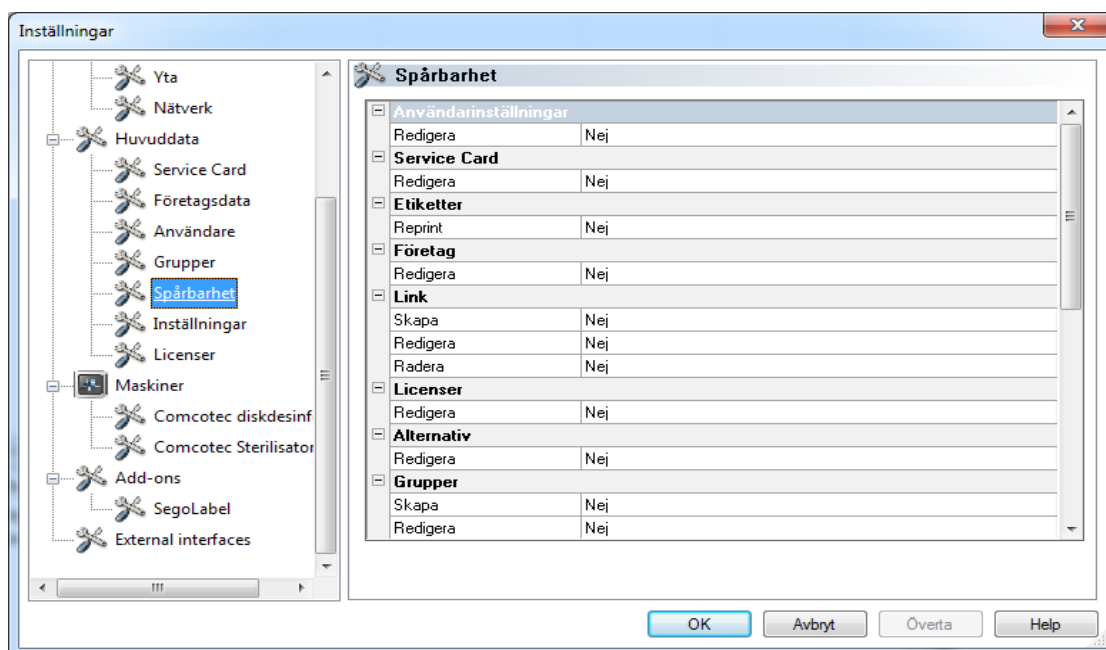 Inställningar
Yta
Nätverk
Huvuddata
Service Card
Företagsdata
Användare
Grupper
Spårbarhet
Inställningar
Licenser
Maskiner
Comcotec diskdesinf
Comcotec Sterilisator
Add-ons
SegoLabel
External interfaces
Spårbarhet
Användarinställningar
Redigera Nej
Service Card
Redigera Nej
Etiketter
Reprint Nej
Företag
Redigera Nej
Link
Skapa Nej
Redigera Nej
Radera Nej
Licenser
Redigera Nej
Alternativ
Redigera Nej
Grupper
Skapa Nej
Redigera Nej
OK Avbryt Överta Help